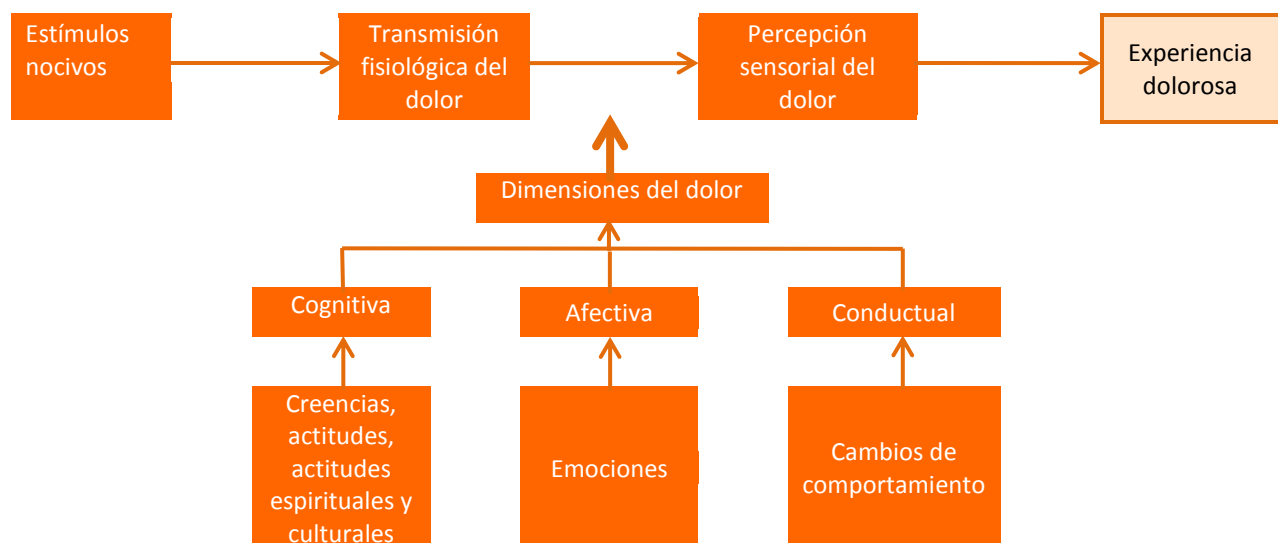 Estímulos
nocivos
Transmisión
fisiológica del
dolor
Percepción
sensorial del
dolor
Experiencia
dolorosa
Dimensiones del dolor
Cognitiva
Afectiva
Conductual
Creencias,
actitudes,
actitudes
espirituales y
culturales
Emociones
Cambios de
comportamiento